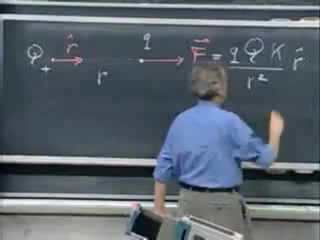 Q + r̂ r q F⃗ = q Q K / r² r̂